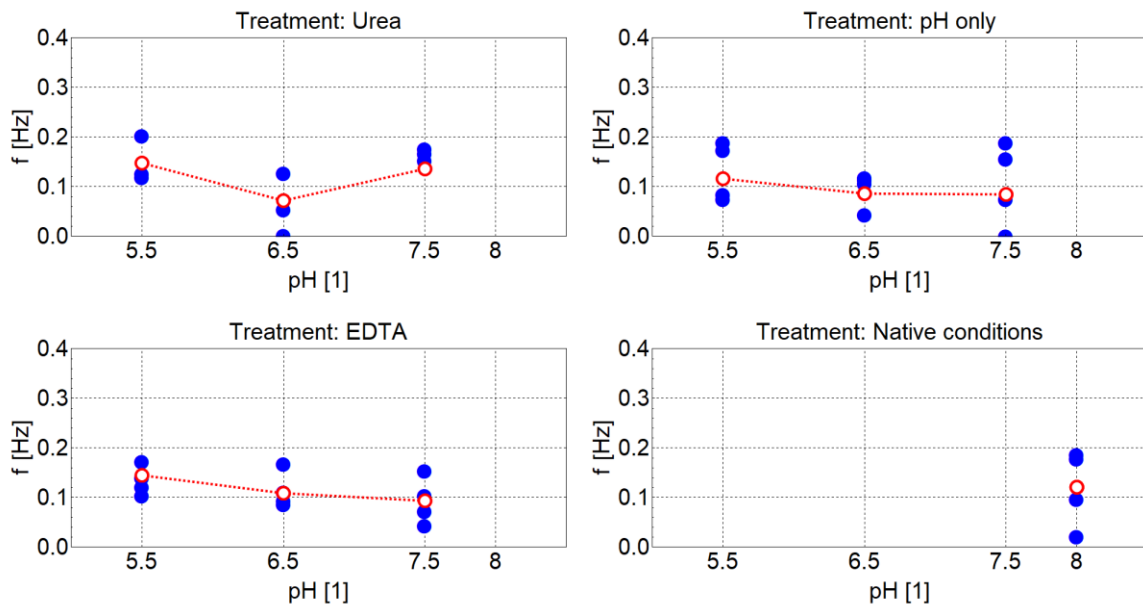 Treatment: Urea
0.4
0.3
0.2
0.1
0.0
f [Hz]
5.5 6.5 7.5 8
pH [1]
Treatment: pH only
0.4
0.3
0.2
0.1
0.0
f [Hz]
5.5 6.5 7.5 8
pH [1]
Treatment: EDTA
0.4
0.3
0.2
0.1
0.0
f [Hz]
5.5 6.5 7.5 8
pH [1]
Treatment: Native conditions
0.4
0.3
0.2
0.1
0.0
f [Hz]
5.5 6.5 7.5 8
pH [1]